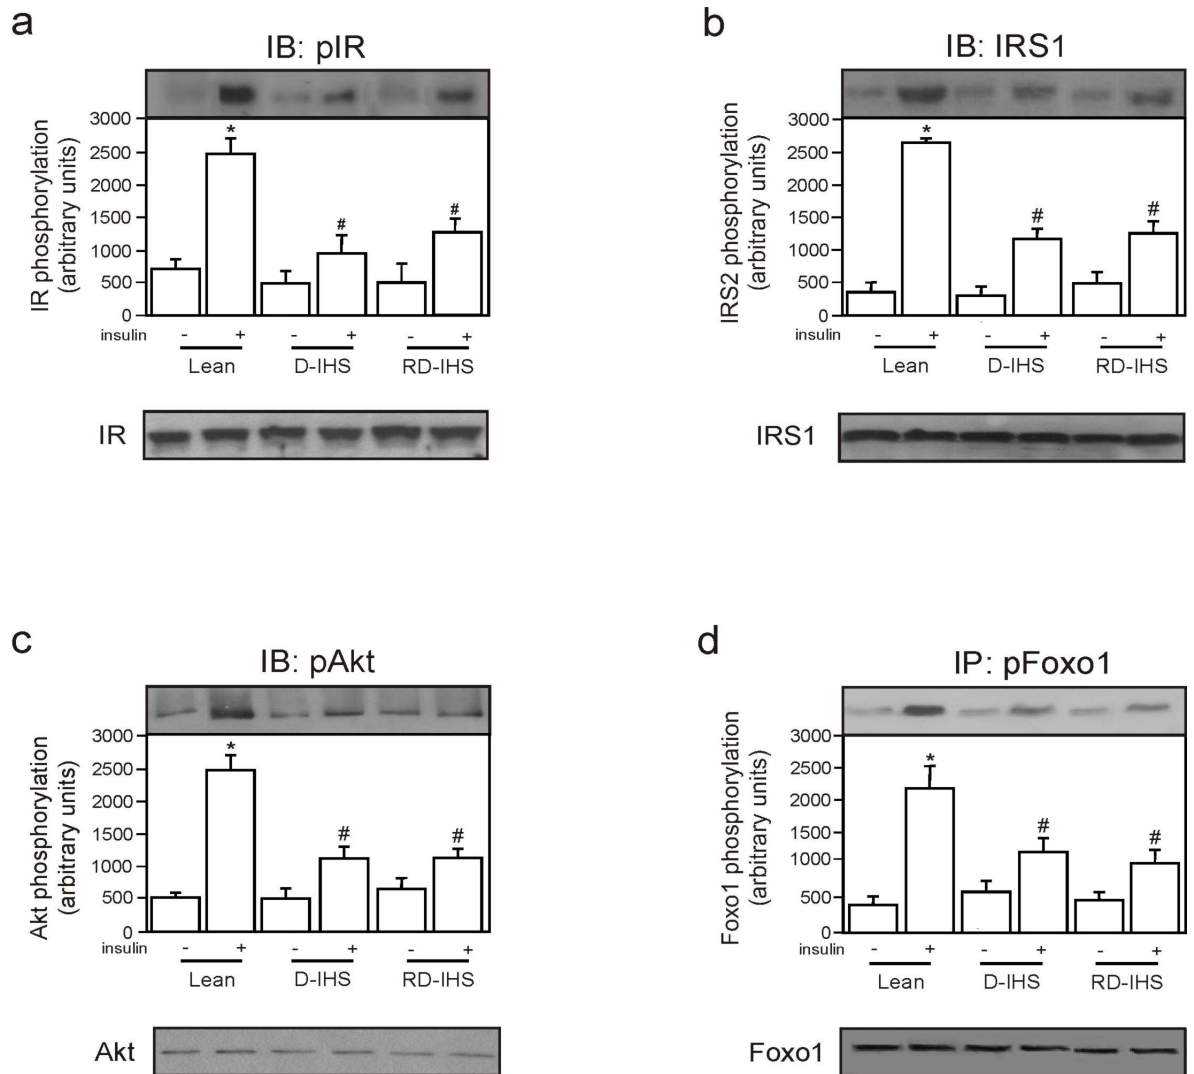 a
IB: pIR
IR phosphorylation
(arbitrary units)
3000
*
2500
2000
1500
#
#
1000
500
0
insulin - + - + - +
Lean D-IHS RD-IHS
IR
b
IB: IRS1
IRS2 phosphorylation
(arbitrary units)
3000
*
2500
2000
1500
#
#
1000
500
0
insulin - + - + - +
Lean D-IHS RD-IHS
IRS1
c
IB: pAkt
Akt phosphorylation
(arbitrary units)
3000
*
2500
2000
1500
#
#
1000
500
0
insulin - + - + - +
Lean D-IHS RD-IHS
Akt
d
IP: pFoxo1
Foxo1 phosphorylation
(arbitrary units)
3000
*
2500
2000
1500
#
#
1000
500
0
insulin - + - + - +
Lean D-IHS RD-IHS
Foxo1